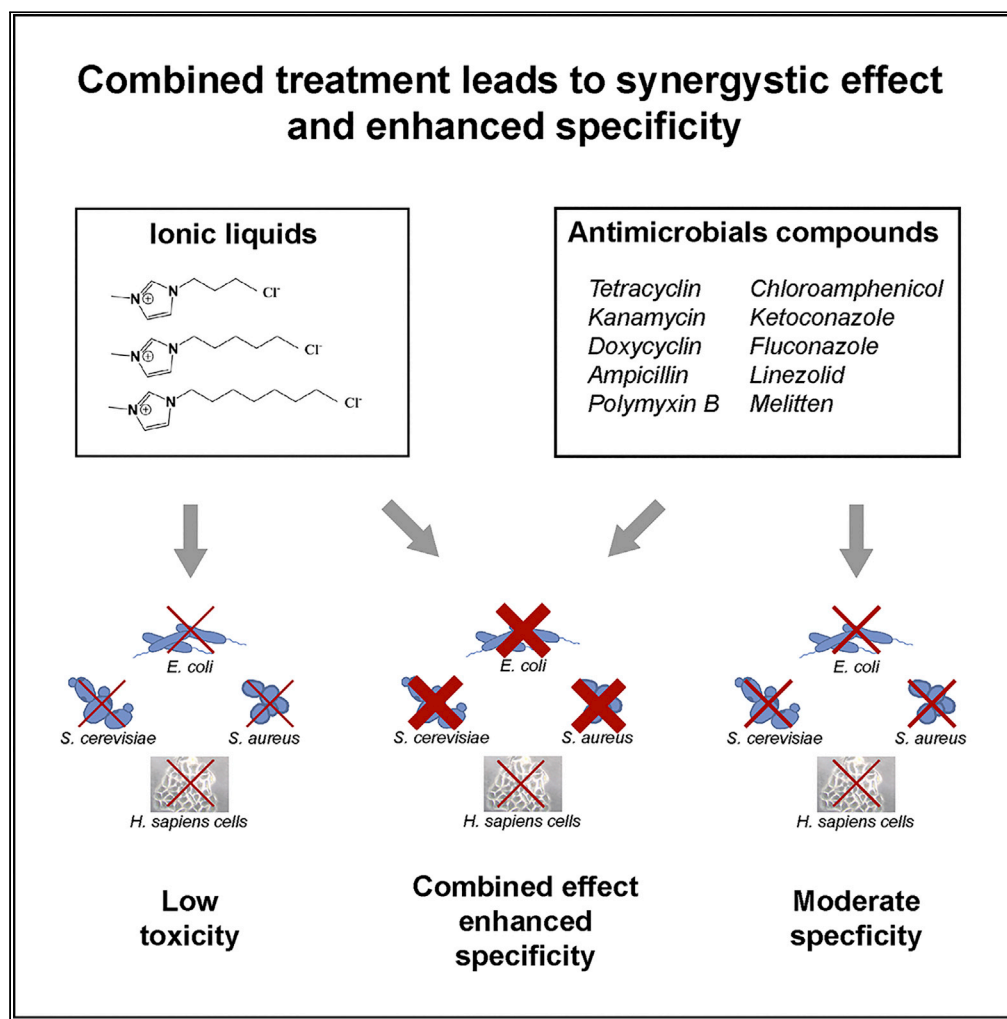 Combined treatment leads to synergystic effect
and enhanced specificity
Ionic liquids
N N Cl-
N N Cl-
N N Cl-
Antimicrobials compounds
Tetracyclin Chloroamphenicol
Kanamycin Ketoconazole
Doxycyclin Fluconazole
Ampicillin Linezolid
Polymyxin B Melitten
E. coli
S. cerevisiae S. aureus
H. sapiens cells
E. coli
S. cerevisiae S. aureus
H. sapiens cells
E. coli
S. cerevisiae S. aureus
H. sapiens cells
Low
toxicity
Combined effect
enhanced
specificity
Moderate
specficity